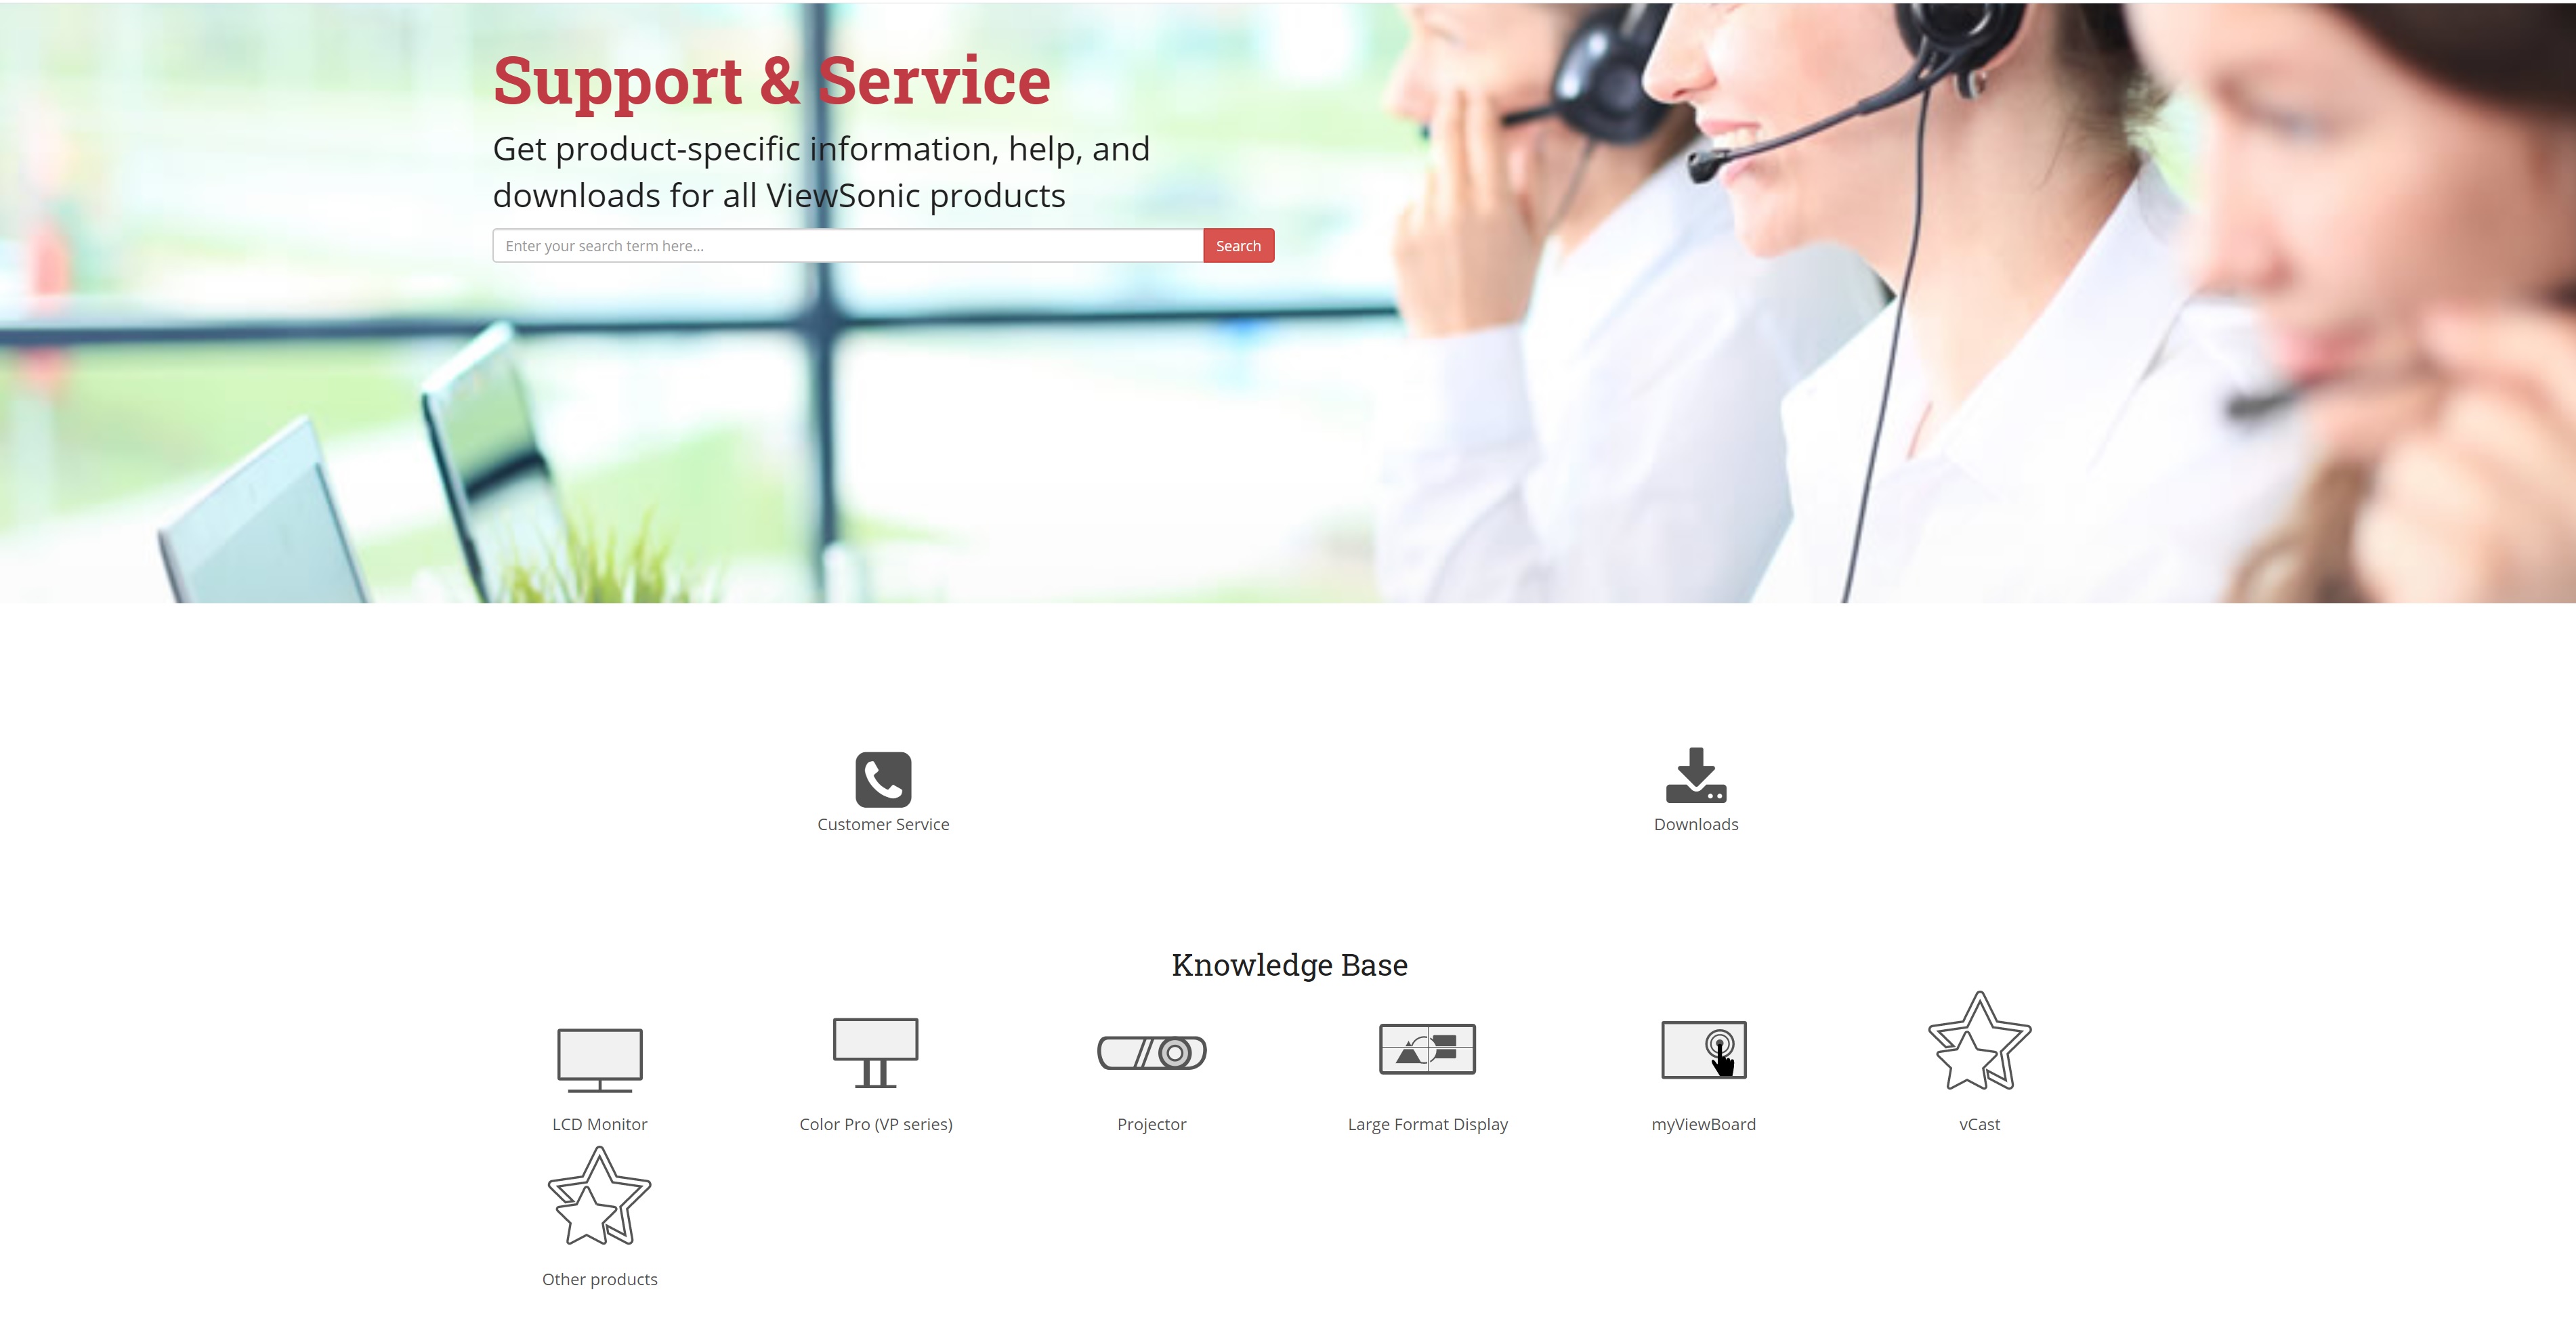 Support & Service
Get product-specific information, help, and
downloads for all ViewSonic products
Enter your search term here...
Search
Customer Service
Downloads
Knowledge Base
LCD Monitor
Color Pro (VP series)
Projector
Large Format Display
myViewBoard
vCast
Other products